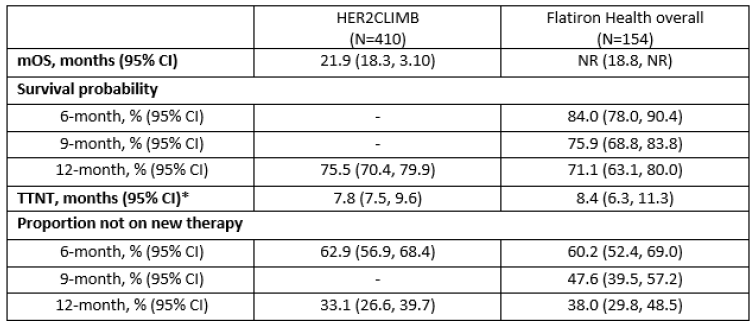 HER2CLIMB Flatiron Health overall
(N=410) (N=154)
mOS, months (95% CI) 21.9 (18.3, 3.10) NR (18.8, NR)
Survival probability
6-month, % (95% CI) - 84.0 (78.0, 90.4)
9-month, % (95% CI) - 75.9 (68.8, 83.8)
12-month, % (95% CI) 75.5 (70.4, 79.9) 71.1 (63.1, 80.0)
TTNT, months (95% CI)* 7.8 (7.5, 9.6) 8.4 (6.3, 11.3)
Proportion not on new therapy
6-month, % (95% CI) 62.9 (56.9, 68.4) 60.2 (52.4, 69.0)
9-month, % (95% CI) - 47.6 (39.5, 57.2)
12-month, % (95% CI) 33.1 (26.6, 39.7) 38.0 (29.8, 48.5)